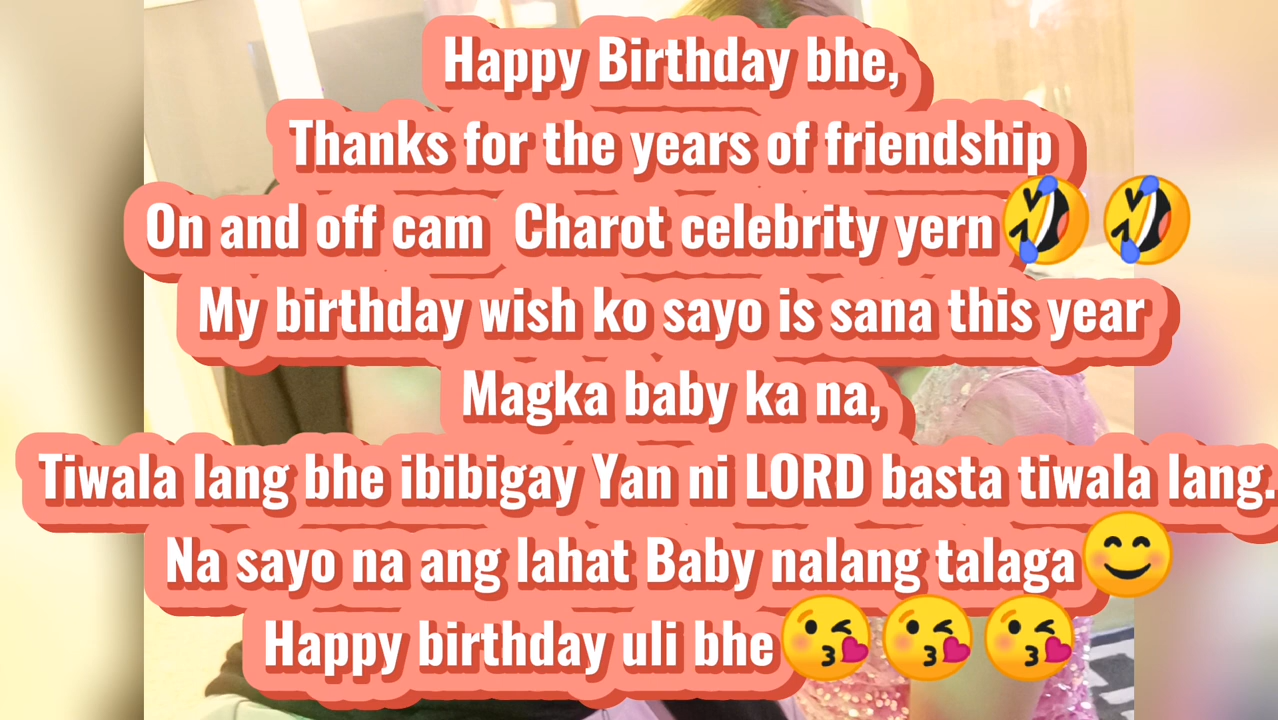 Happy Birthday bhe,
Thanks for the years of friendship
On and off cam Charot celebrity yern🤣🤣
My birthday wish ko sayo is sana this year
Magka baby ka na,
Tiwala lang bhe ibibigay Yan ni LORD basta tiwala lang.
Na sayo na ang lahat Baby nalang talaga😊
Happy birthday uli bhe😘😘😘